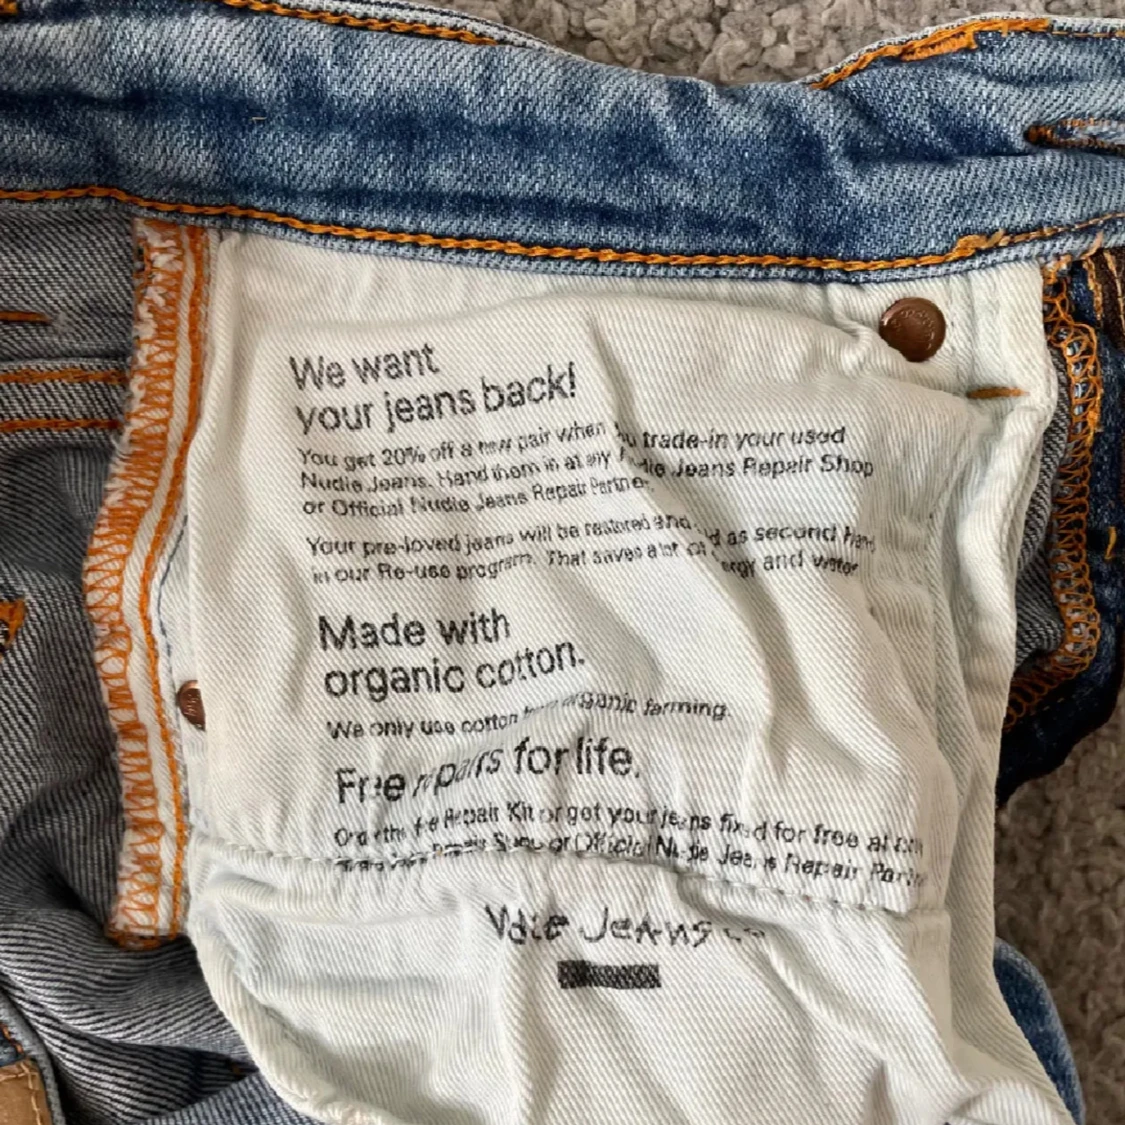 We want
your jeans back!
You get 20% off a new pair when you trade-in your used
Nudie Jeans. Hand them in at any Nudie Jeans Repair Shop
or Official Nudie Jeans Repair Partner.
Your pre-loved jeans will be restored and sold as second hand
in our Re-use program. That saves a lot of energy and water
Made with
organic cotton.
We only use cotton from organic farming.
Free repairs for life.
Order the free Repair Kit or get your jeans fixed for free at
Repair Shop or Official Nudie Jeans Repair Partner
Nudie Jeans co